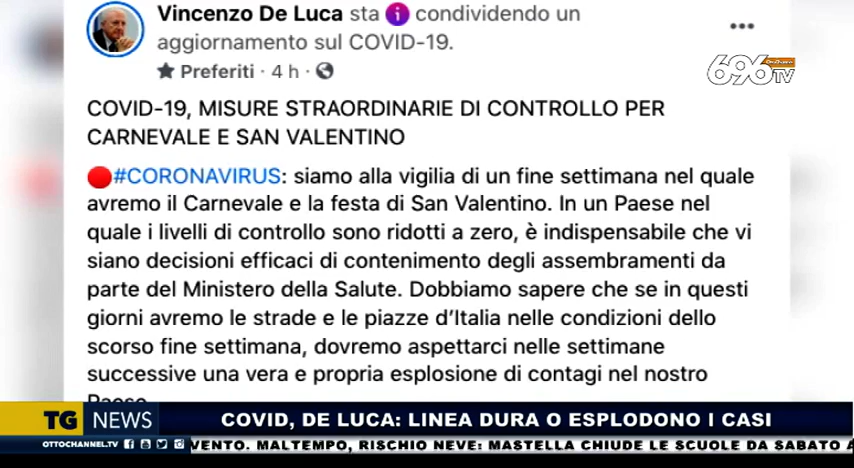 Vincenzo De Luca sta condividendo un
aggiornamento sul COVID-19.
Preferiti · 4 h ·
696 TV
COVID-19, MISURE STRAORDINARIE DI CONTROLLO PER
CARNEVALE E SAN VALENTINO
#CORONAVIRUS: siamo alla vigilia di un fine settimana nel quale
avremo il Carnevale e la festa di San Valentino. In un Paese nel
quale i livelli di controllo sono ridotti a zero, è indispensabile che vi
siano decisioni efficaci di contenimento degli assembramenti da
parte del Ministero della Salute. Dobbiamo sapere che se in questi
giorni avremo le strade e le piazze d'Italia nelle condizioni dello
scorso fine settimana, dovremo aspettarci nelle settimane
successive una vera e propria esplosione di contagi nel nostro
Paese
TG NEWS
COVID, DE LUCA: LINEA DURA O ESPLODONO I CASI
OTTOCHANNEL.TV
VENTO. MALTEMPO, RISCHIO NEVE: MASTELLA CHIUDE LE SCUOLE DA SABATO A